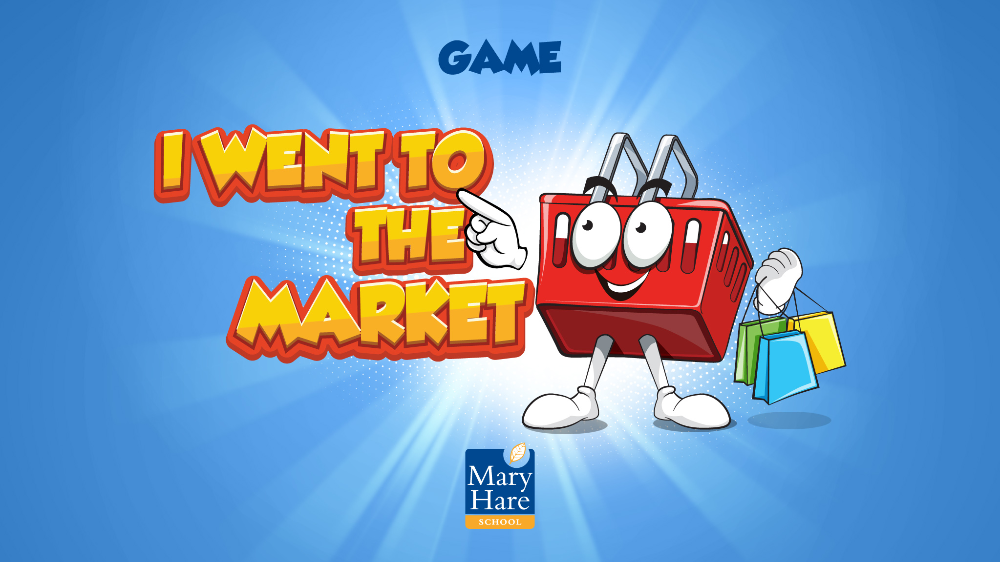 GAME
I WENT TO
THE
MARKET
Mary
Hare
SCHOOL